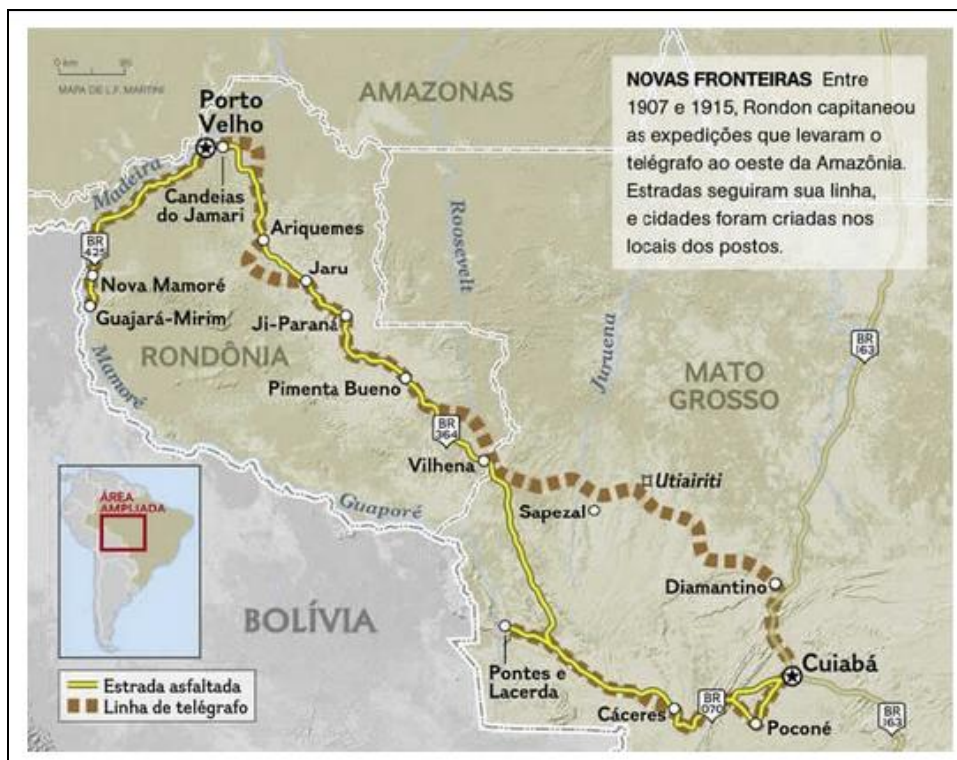 0 km 90
MAPA DE L.F. MARTINI
NOVAS FRONTEIRAS Entre
1907 e 1915, Rondon capitaneou
as expedições que levaram o
telégrafo ao oeste da Amazônia.
Estradas seguiram sua linha,
e cidades foram criadas nos
locais dos postos.
AMAZONAS
Porto
Velho
Madeira
Candeias
do Jamari
Roosevelt
Ariquemes
BR
425
Jaru
Nova Mamoré
Guajará-Mirim
Ji-Paraná
Juruena
BR
163
RONDÔNIA
Mamoré
MATO
GROSSO
Pimenta Bueno
BR
364
Vilhena
Utiairiti
Sapezal
Guaporé
ÁREA
AMPLIADA
Diamantino
BOLÍVIA
Pontes e
Lacerda
Cuiabá
Estrada asfaltada
Linha de telégrafo
Cáceres
BR
070
Poconé
BR
163